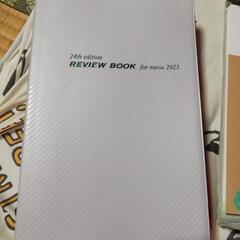 24th edition
REVIEW BOOK for nurse 2023